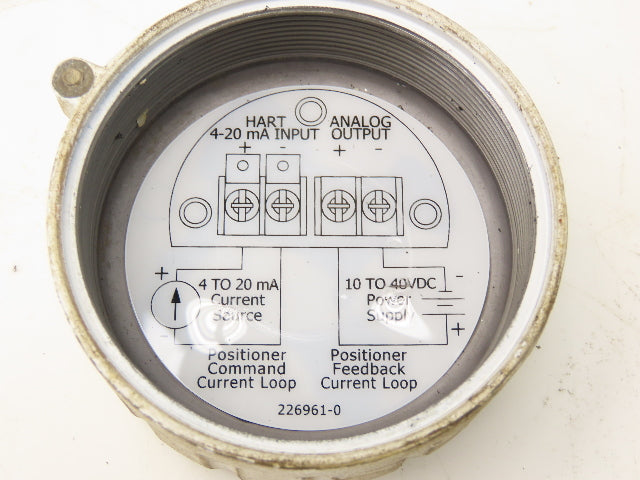 HART
4-20 mA INPUT
+ -
ANALOG
OUTPUT
+ -
+
4 TO 20 mA
Current
Source
-
10 TO 40VDC
Power
Supply
-
+
Positioner
Command
Current Loop
Positioner
Feedback
Current Loop
226961-0